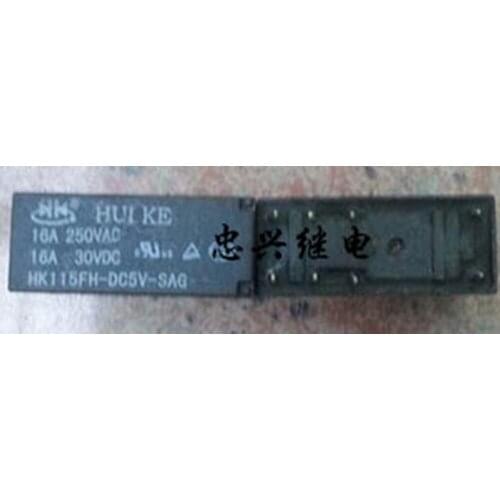 HK HUI KE
16A 250VAC
16A 30VDC
HK115FH-DC5V-SAG
忠兴继电